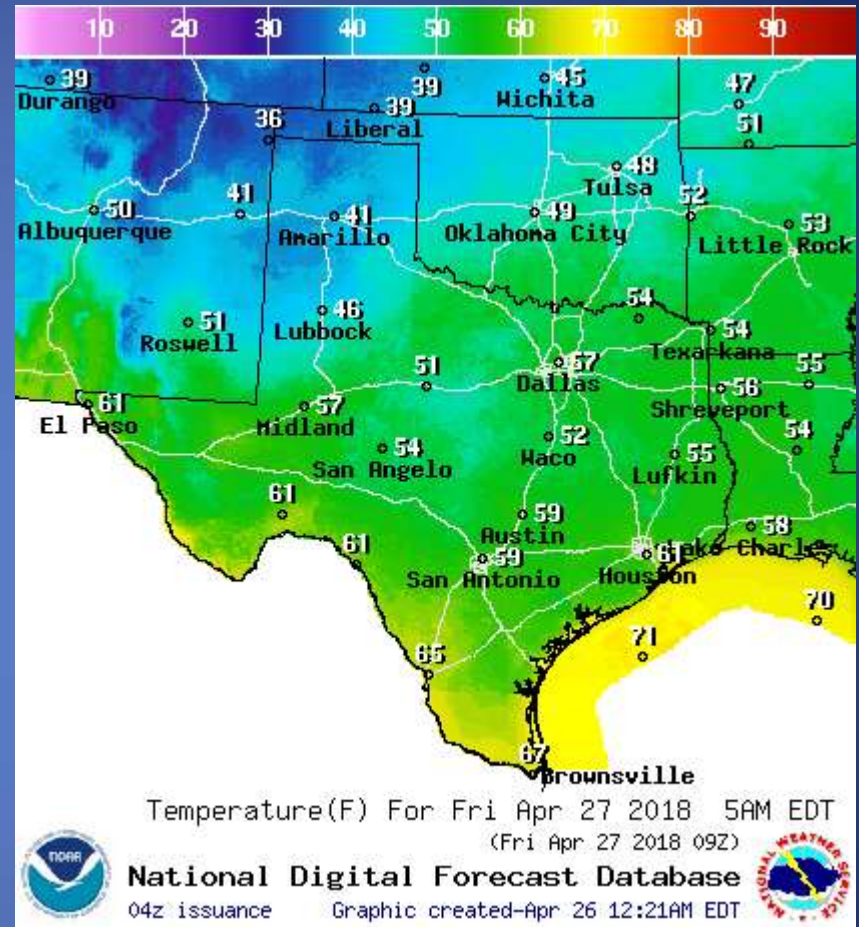 10 20 30 40 50 60 70 80 90
39
Durango
39
39
Liberal
45
Wichita
47
36
51
48
Tulsa
50
Albuquerque
41
41
Amarillo
49
Oklahoma City
52
53
Little Rock
51
Roswell
46
Lubbock
54
54
Texarkana
57
Dallas
51
61
El Paso
57
Midland
56
Shreveport
55
54
San Angelo
52
Waco
55
Lufkin
54
61
59
Austin
58
Lake Charles
61
59
San Antonio
61
Houston
70
71
65
67
Brownsville
Temperature(F) For Fri Apr 27 2018 5AM EDT
(Fri Apr 27 2018 09Z)
NOAA
National Digital Forecast Database
04z issuance Graphic created-Apr 26 12:21AM EDT
NATIONAL WEATHER SERVICE